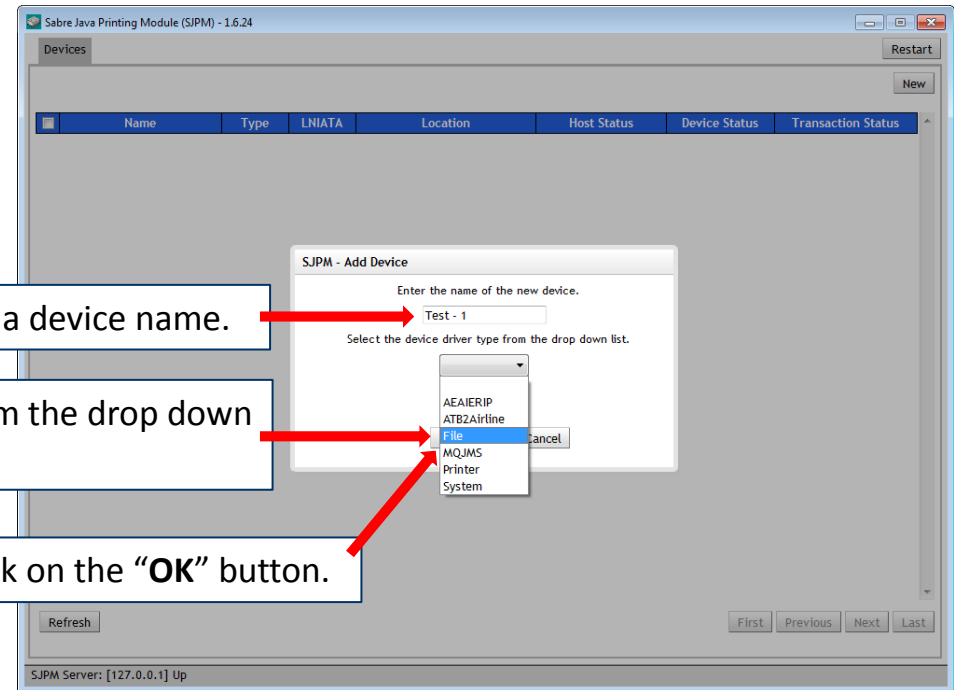 Sabre Java Printing Module (SJPM) - 1.6.24
Devices
Restart
New
Name Type LNIATA Location Host Status Device Status Transaction Status
SJPM - Add Device
Enter the name of the new device.
a device name.
Test - 1
Select the device driver type from the drop down list.
AEAIERIP
ATB2Airline
m the drop down
File
Cancel
MQJMS
Printer
System
k on the “OK” button.
Refresh
First Previous Next Last
SJPM Server: [127.0.0.1] Up